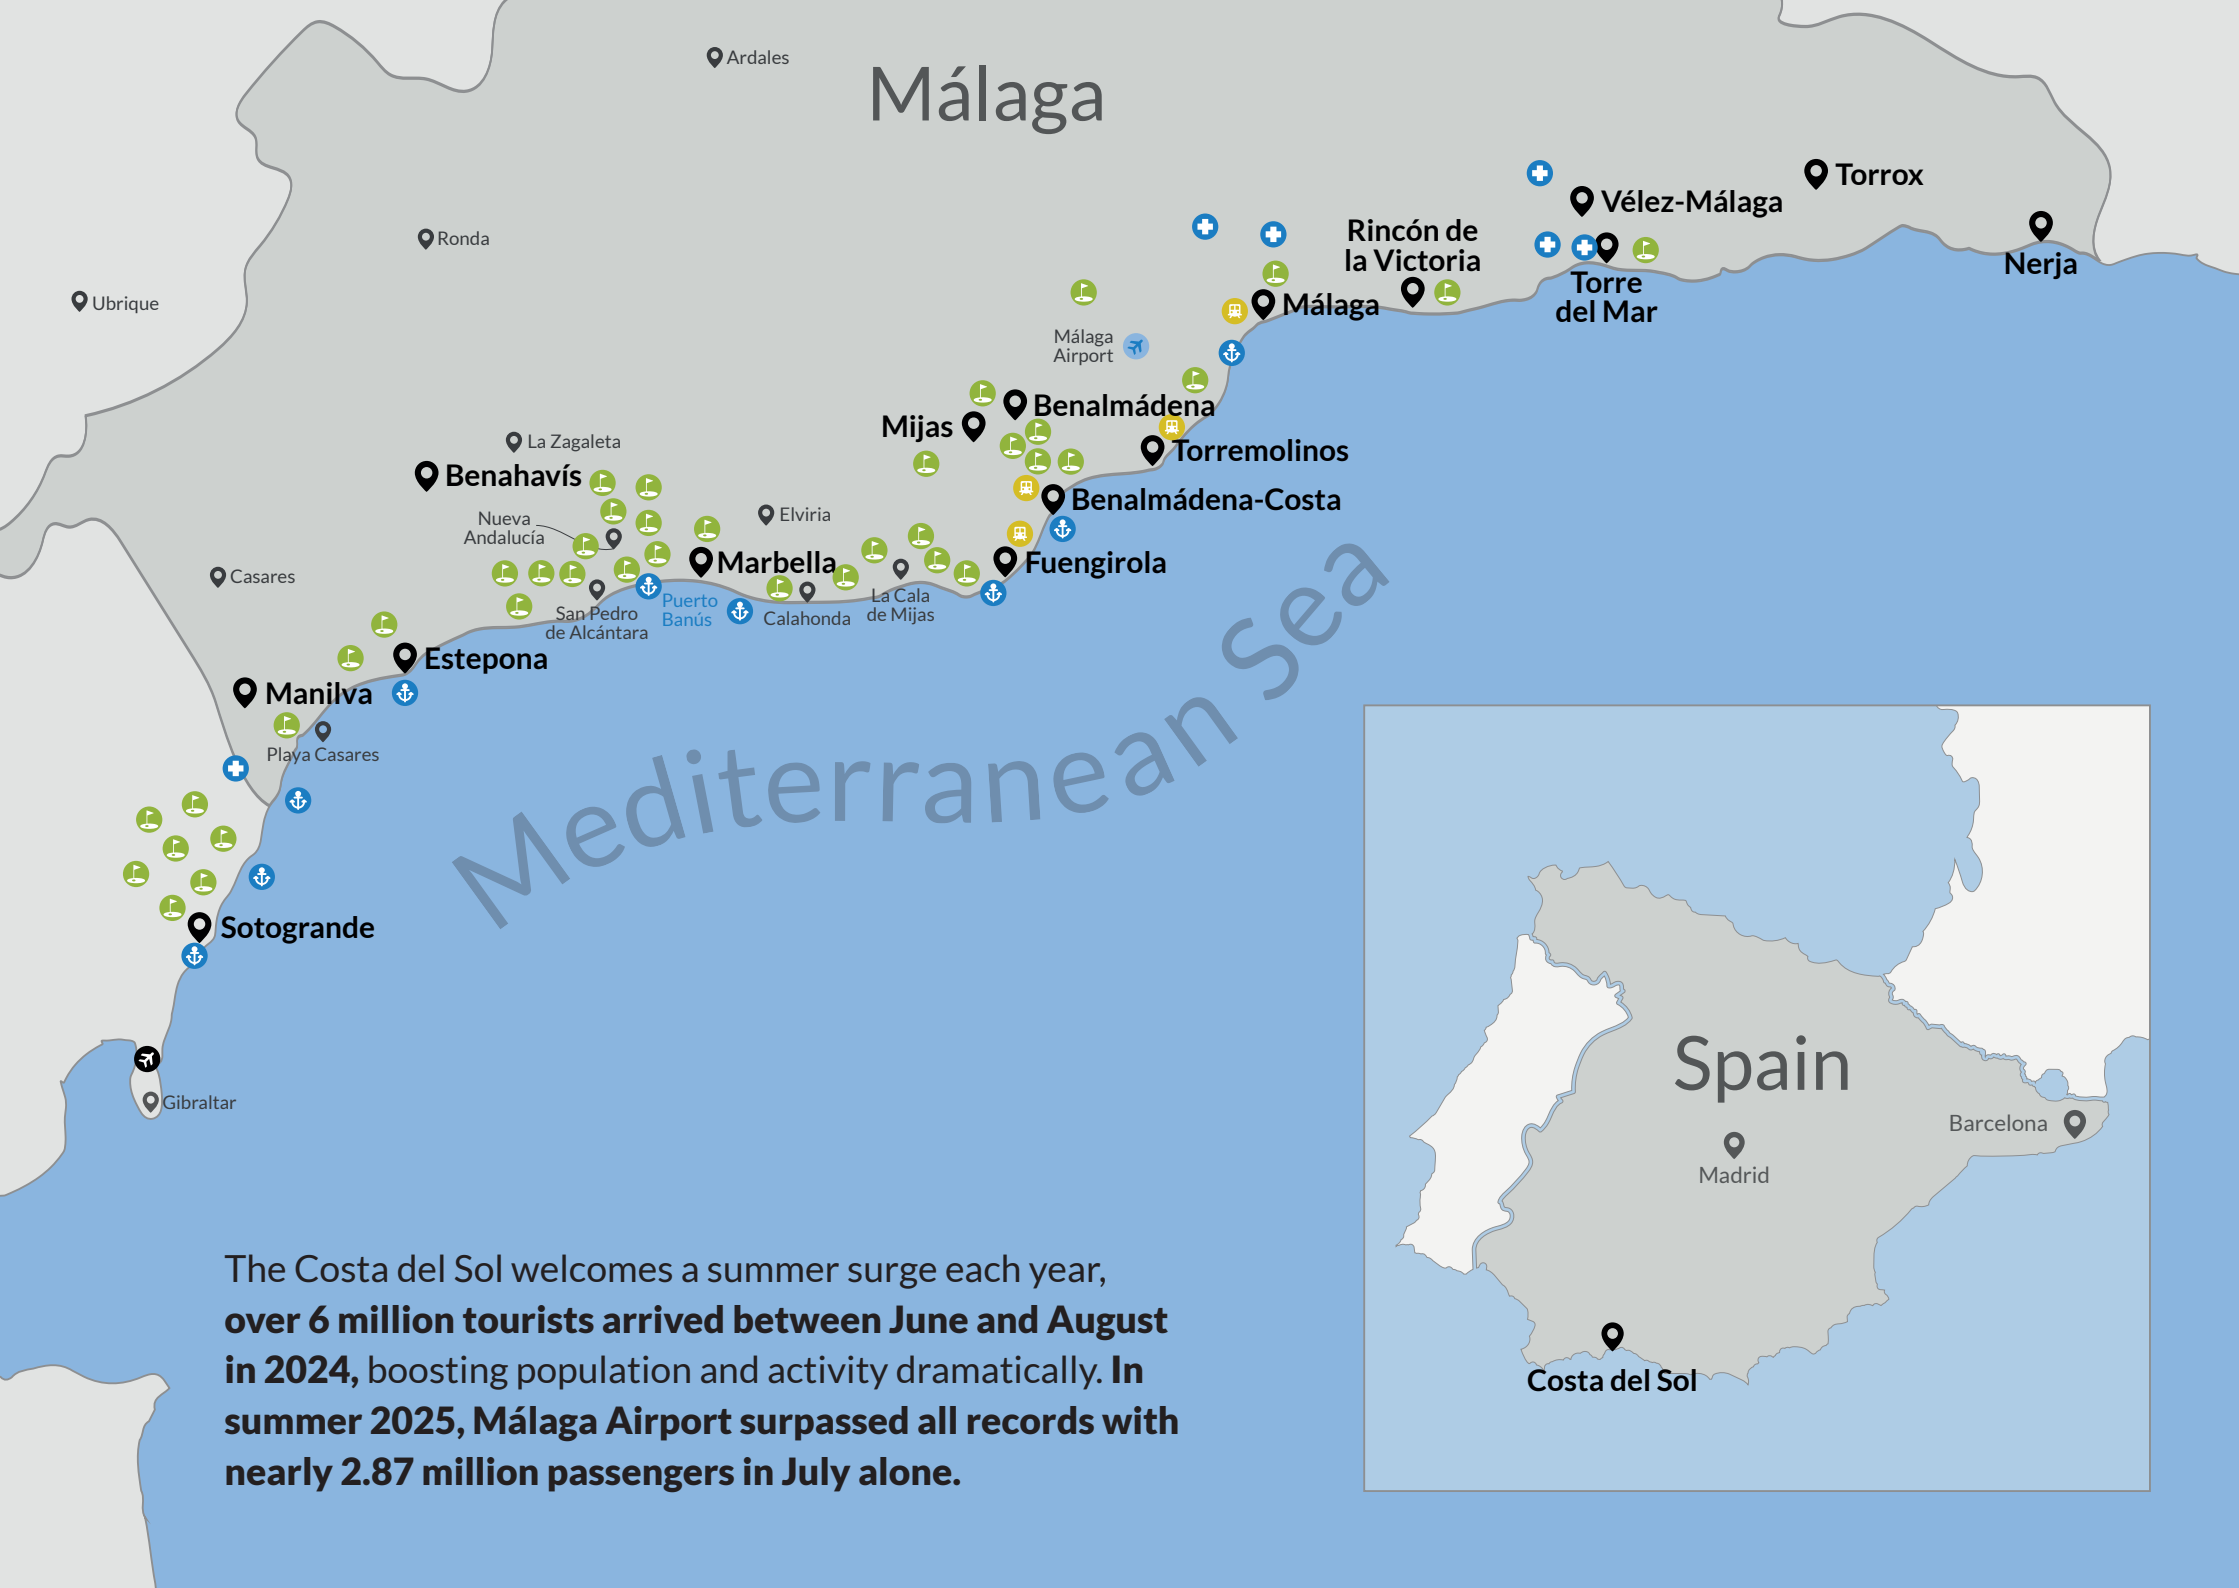 Ardales
Málaga
Torrox
Vélez-Málaga
Rincón de
la Victoria
Ronda
Nerja
Torre
del Mar
Ubrique
Málaga
Málaga
Airport
Benalmádena
Mijas
La Zagaleta
Torremolinos
Benahavís
Benalmádena-Costa
Nueva
Andalucía
Elviria
Marbella
Fuengirola
Casares
La Cala
de Mijas
Puerto
Banús
Calahonda
San Pedro
de Alcántara
Estepona
Manilva
Playa Casares
Mediterranean Sea
Sotogrande
Gibraltar
Spain
Barcelona
Madrid
Costa del Sol
The Costa del Sol welcomes a summer surge each year,
over 6 million tourists arrived between June and August
in 2024, boosting population and activity dramatically. In
summer 2025, Málaga Airport surpassed all records with
nearly 2.87 million passengers in July alone.